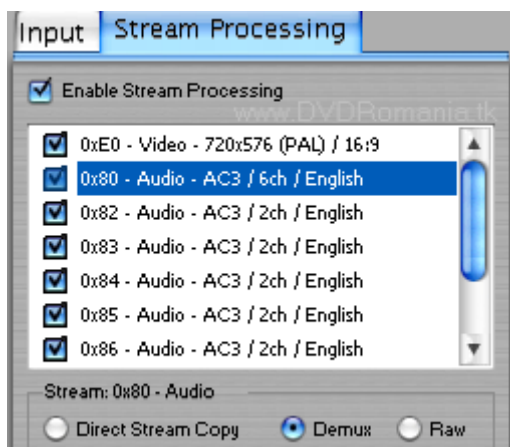 Input Stream Processing
Enable Stream Processing
www.DVDRomania.tk
0xE0 - Video - 720x576 (PAL) / 16:9
0x80 - Audio - AC3 / 6ch / English
0x82 - Audio - AC3 / 2ch / English
0x83 - Audio - AC3 / 2ch / English
0x84 - Audio - AC3 / 2ch / English
0x85 - Audio - AC3 / 2ch / English
0x86 - Audio - AC3 / 2ch / English
Stream: 0x80 - Audio
Direct Stream Copy Demux Raw